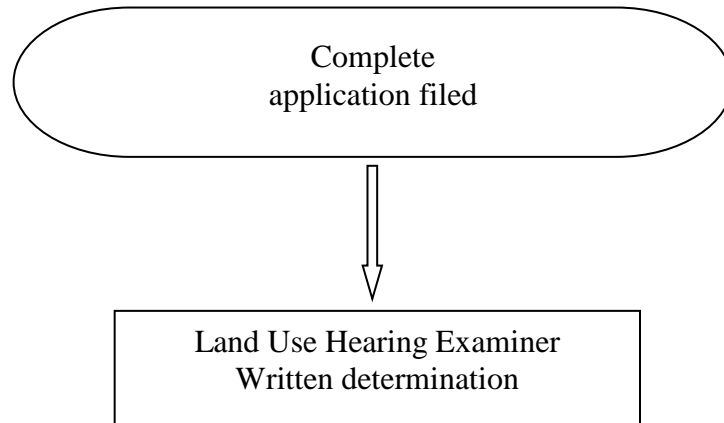 Complete
application filed
Land Use Hearing Examiner
Written determination